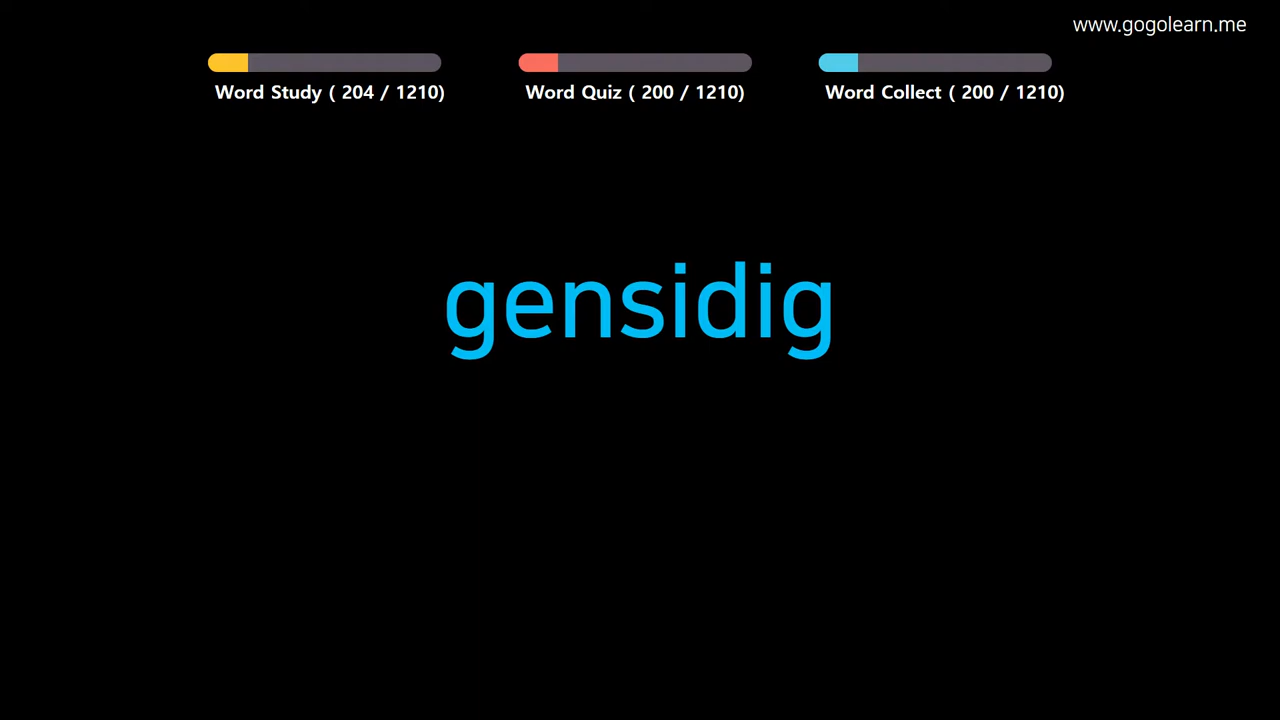 www.gogolearn.me
Word Study ( 204 / 1210)
Word Quiz ( 200 / 1210)
Word Collect ( 200 / 1210)
gensidig